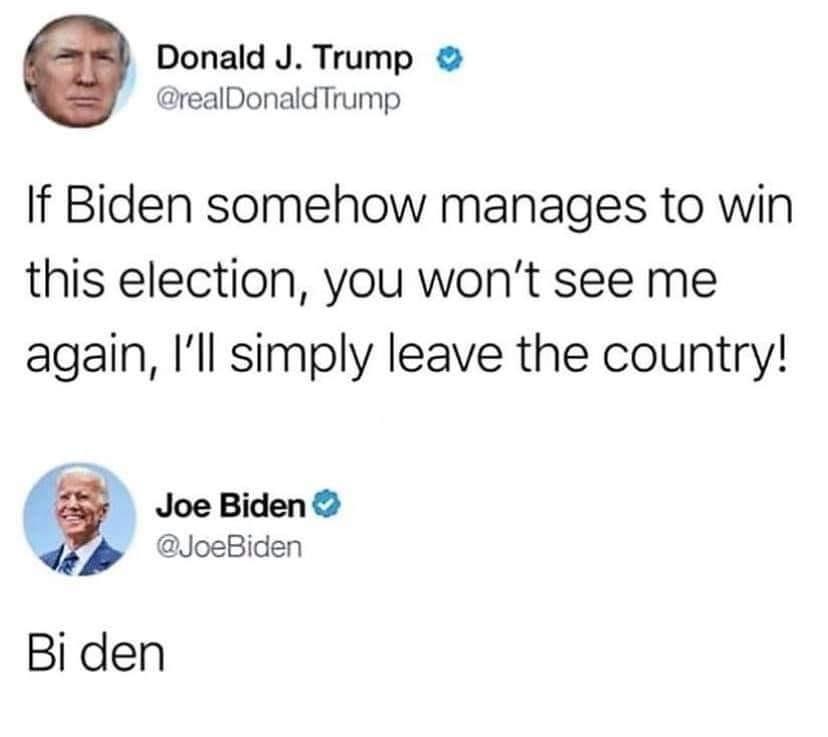 Donald J. Trump
@realDonaldTrump
If Biden somehow manages to win
this election, you won't see me
again, I'll simply leave the country!
Joe Biden
@JoeBiden
Bi den